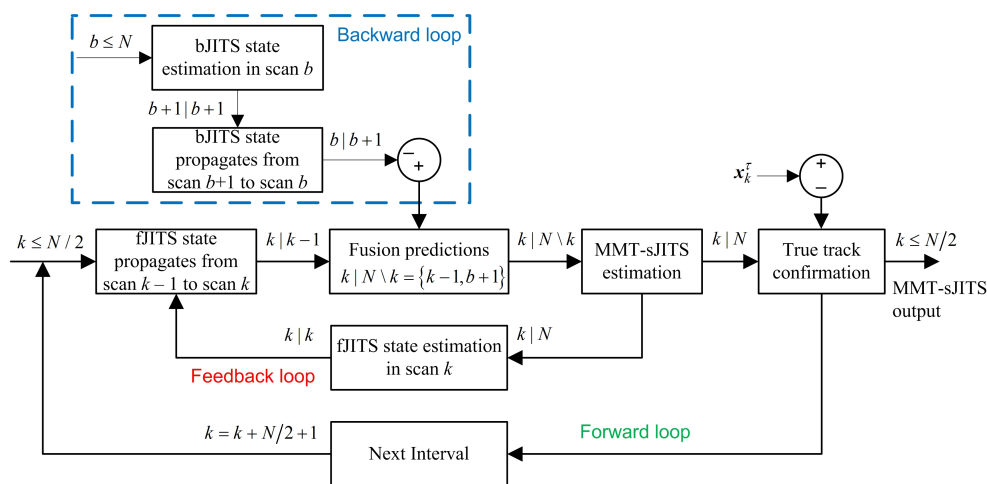 Backward loop
b ≤ N
bJITS state
estimation in scan b
b+1|b+1
bJITS state
propagates from
scan b+1 to scan b
b|b+1
−
+
x_k^τ
+
−
k ≤ N / 2
fJITS state
propagates from
scan k − 1 to scan k
k|k−1
Fusion predictions
k|N\k={k−1,b+1}
k|N\k
MMT-sJITS
estimation
k|N
True track
confirmation
k ≤ N/2
MMT-sJITS
output
k|k
fJITS state estimation
in scan k
k|N
Feedback loop
k=k+N/2+1
Next Interval
Forward loop